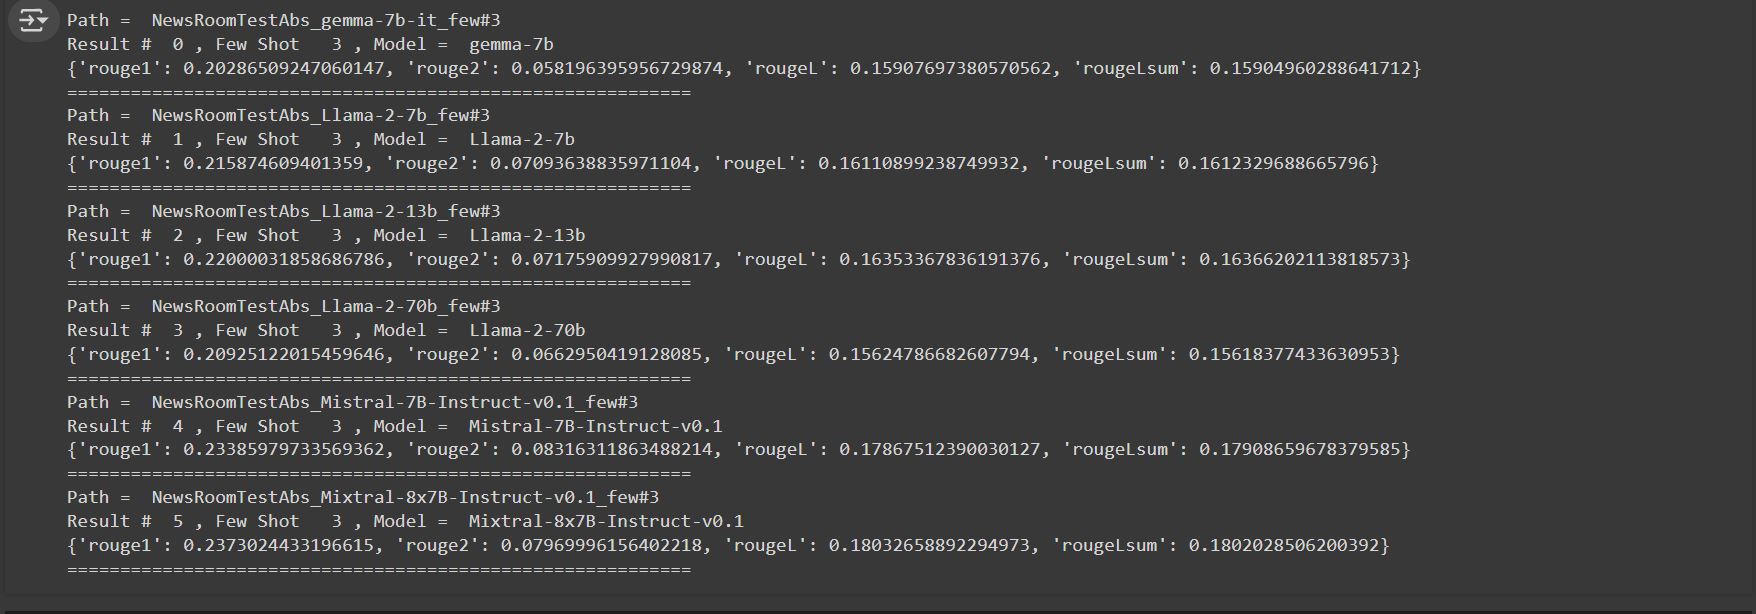 Path =  NewsRoomTestAbs_gemma-7b-it_few#3
Result #  0 , Few Shot   3 , Model =  gemma-7b
{'rouge1': 0.20286509247060147, 'rouge2': 0.058196395956729874, 'rougeL': 0.15907697380570562, 'rougeLsum': 0.15904960288641712}
===========================================================
Path =  NewsRoomTestAbs_Llama-2-7b_few#3
Result #  1 , Few Shot   3 , Model =  Llama-2-7b
{'rouge1': 0.215874609401359, 'rouge2': 0.07093638835971104, 'rougeL': 0.16110899238749932, 'rougeLsum': 0.1612329688665796}
===========================================================
Path =  NewsRoomTestAbs_Llama-2-13b_few#3
Result #  2 , Few Shot   3 , Model =  Llama-2-13b
{'rouge1': 0.22000031858686786, 'rouge2': 0.07175909927990817, 'rougeL': 0.16353367836191376, 'rougeLsum': 0.16366202113818573}
===========================================================
Path =  NewsRoomTestAbs_Llama-2-70b_few#3
Result #  3 , Few Shot   3 , Model =  Llama-2-70b
{'rouge1': 0.20925122015459646, 'rouge2': 0.0662950419128085, 'rougeL': 0.15624786682607794, 'rougeLsum': 0.15618377433630953}
===========================================================
Path =  NewsRoomTestAbs_Mistral-7B-Instruct-v0.1_few#3
Result #  4 , Few Shot   3 , Model =  Mistral-7B-Instruct-v0.1
{'rouge1': 0.23385979733569362, 'rouge2': 0.08316311863488214, 'rougeL': 0.17867512390030127, 'rougeLsum': 0.17908659678379585}
===========================================================
Path =  NewsRoomTestAbs_Mixtral-8x7B-Instruct-v0.1_few#3
Result #  5 , Few Shot   3 , Model =  Mixtral-8x7B-Instruct-v0.1
{'rouge1': 0.2373024433196615, 'rouge2': 0.07969996156402218, 'rougeL': 0.18032658892294973, 'rougeLsum': 0.1802028506200392}
===========================================================